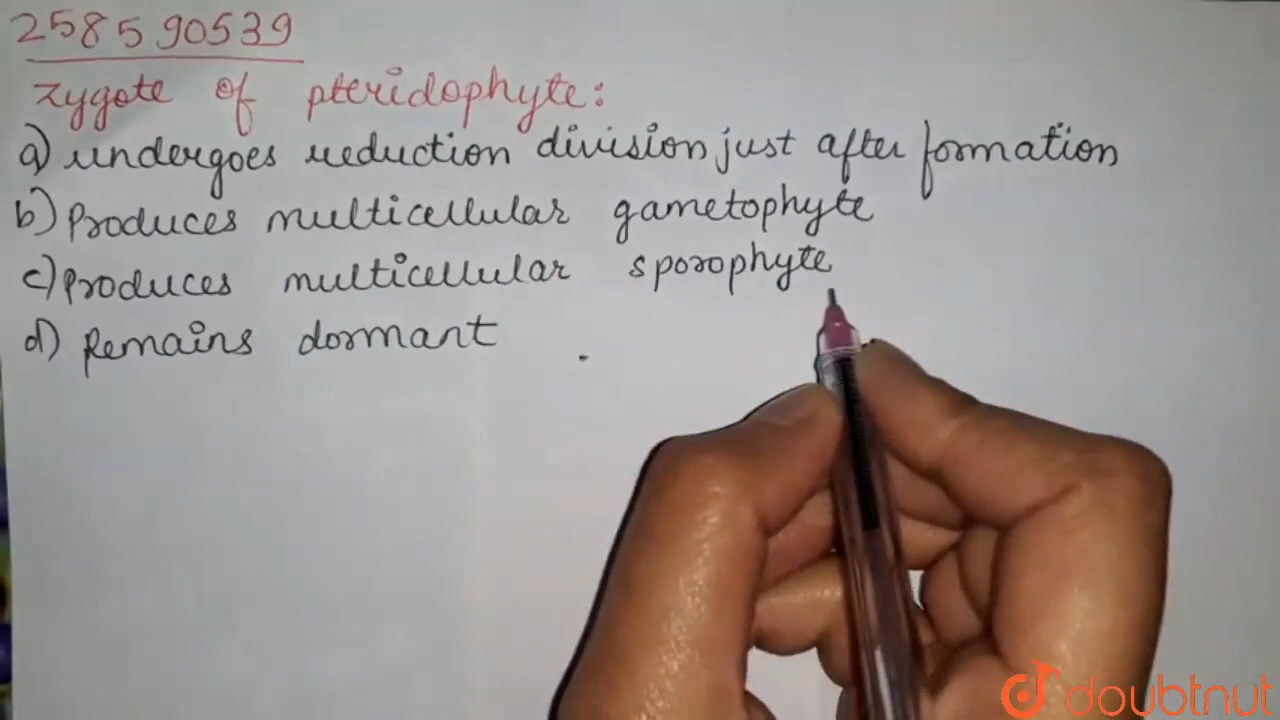 258590539
Zygote of pteridophyte:
a) undergoes reduction division just after formation
b) Produces multicellular gametophyte
c) Produces multicellular sporophyte
d) Remains dormant
doubtnut